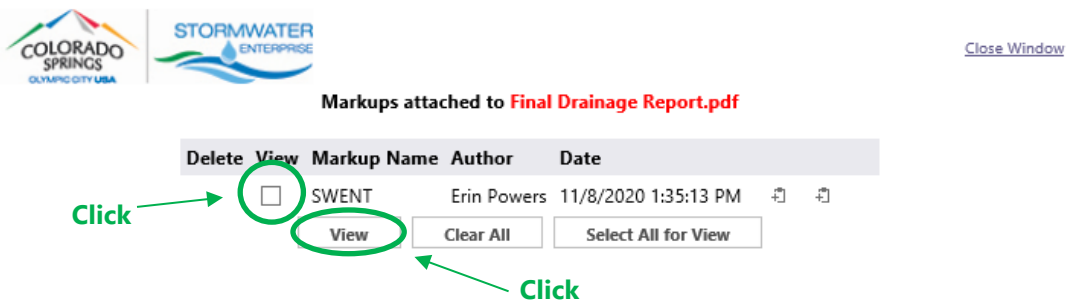 COLORADO
SPRINGS
OLYMPIC CITY USA
STORMWATER
ENTERPRISE
Close Window
Markups attached to Final Drainage Report.pdf
Delete View Markup Name Author Date
SWENT Erin Powers 11/8/2020 1:35:13 PM
Click
View Clear All Select All for View
Click